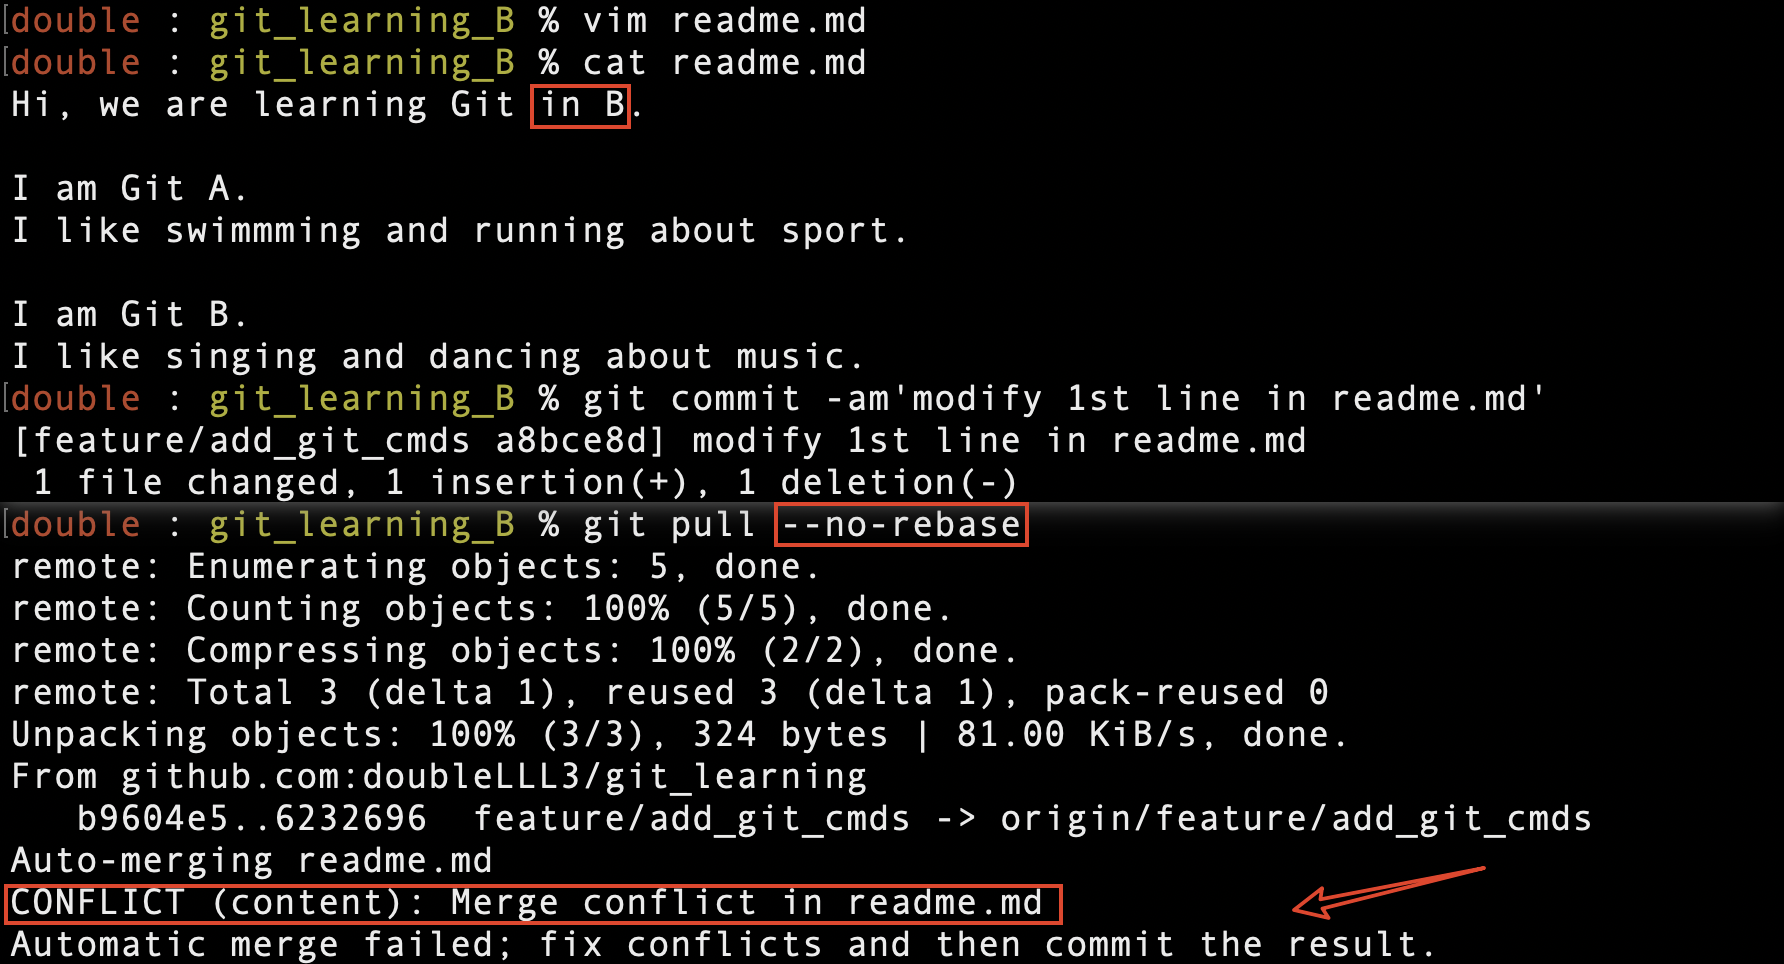 [double : git_learning_B % vim readme.md
[double : git_learning_B % cat readme.md
Hi, we are learning Git in B.
I am Git A.
I like swimmming and running about sport.
I am Git B.
I like singing and dancing about music.
[double : git_learning_B % git commit -am'modify 1st line in readme.md'
[feature/add_git_cmds a8bce8d] modify 1st line in readme.md
 1 file changed, 1 insertion(+), 1 deletion(-)
[double : git_learning_B % git pull --no-rebase
remote: Enumerating objects: 5, done.
remote: Counting objects: 100% (5/5), done.
remote: Compressing objects: 100% (2/2), done.
remote: Total 3 (delta 1), reused 3 (delta 1), pack-reused 0
Unpacking objects: 100% (3/3), 324 bytes | 81.00 KiB/s, done.
From github.com:doubleLLL3/git_learning
   b9604e5..6232696  feature/add_git_cmds -> origin/feature/add_git_cmds
Auto-merging readme.md
CONFLICT (content): Merge conflict in readme.md
Automatic merge failed; fix conflicts and then commit the result.